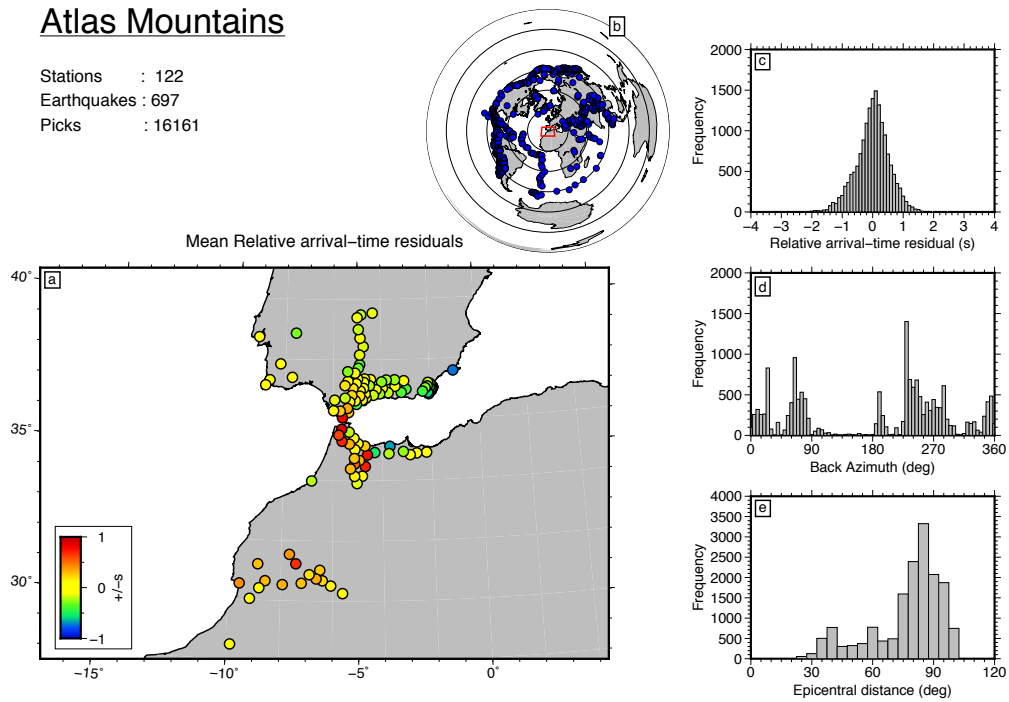 Atlas Mountains
Stations : 122
Earthquakes : 697
Picks : 16161
b
Mean Relative arrival−time residuals
a
40˚
35˚
30˚
−15˚ −10˚ −5˚ 0˚
1
0
−1
+/−s
c
Frequency
2000
1500
1000
500
0
−4 −3 −2 −1 0 1 2 3 4
Relative arrival−time residual (s)
d
Frequency
2000
1500
1000
500
0
0 90 180 270 360
Back Azimuth (deg)
e
Frequency
4000
3500
3000
2500
2000
1500
1000
500
0
0 30 60 90 120
Epicentral distance (deg)